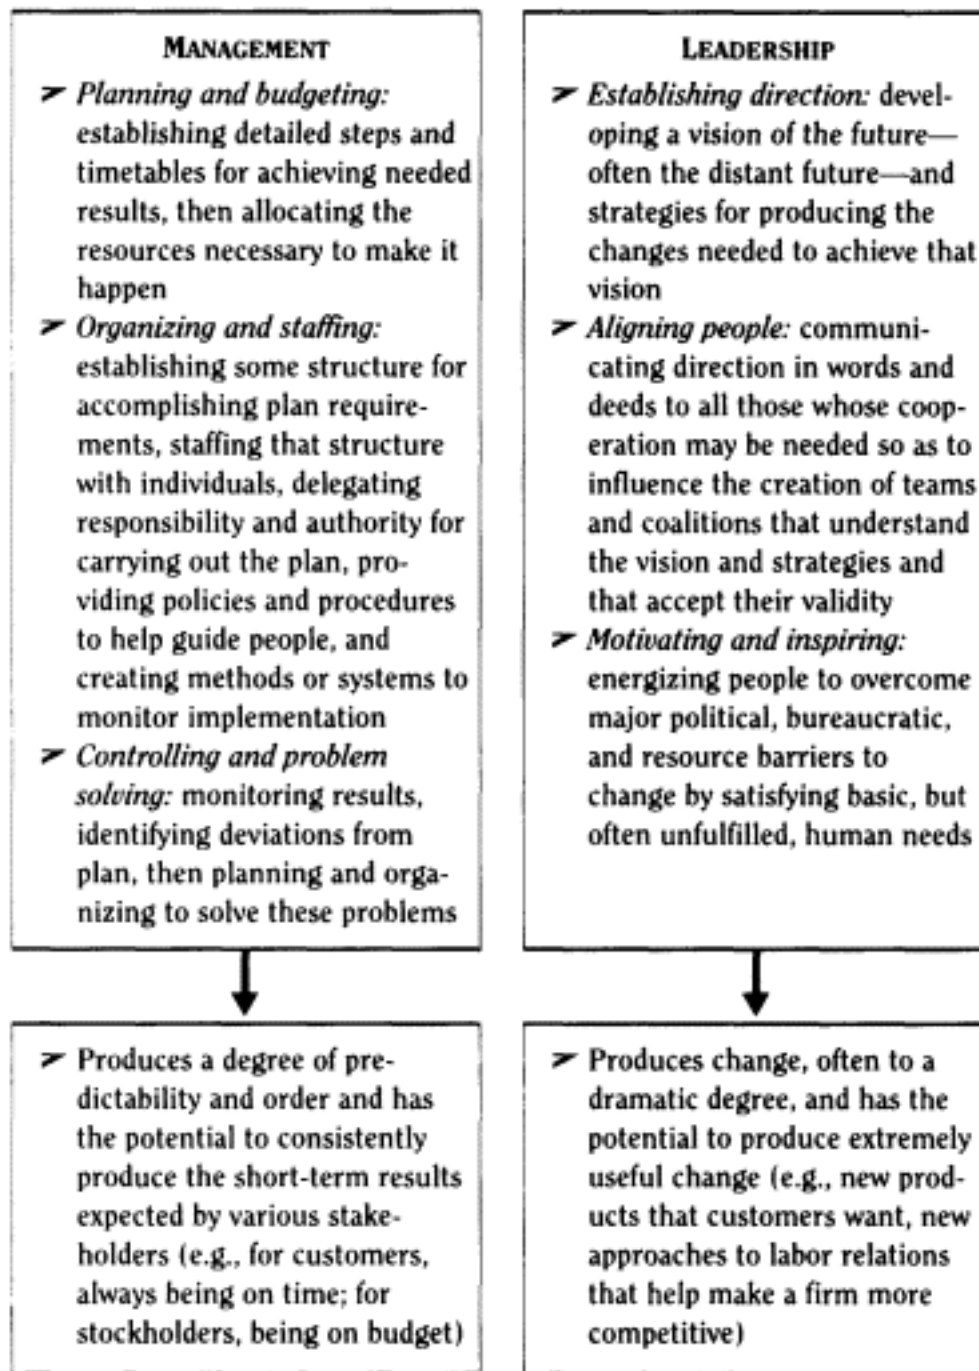 MANAGEMENT
➤ Planning and budgeting:
establishing detailed steps and
timetables for achieving needed
results, then allocating the
resources necessary to make it
happen
➤ Organizing and staffing:
establishing some structure for
accomplishing plan require-
ments, staffing that structure
with individuals, delegating
responsibility and authority for
carrying out the plan, pro-
viding policies and procedures
to help guide people, and
creating methods or systems to
monitor implementation
➤ Controlling and problem
solving: monitoring results,
identifying deviations from
plan, then planning and orga-
nizing to solve these problems
➤ Produces a degree of pre-
dictability and order and has
the potential to consistently
produce the short-term results
expected by various stake-
holders (e.g., for customers,
always being on time; for
stockholders, being on budget)
LEADERSHIP
➤ Establishing direction: devel-
oping a vision of the future—
often the distant future—and
strategies for producing the
changes needed to achieve that
vision
➤ Aligning people: communi-
cating direction in words and
deeds to all those whose coop-
eration may be needed so as to
influence the creation of teams
and coalitions that understand
the vision and strategies and
that accept their validity
➤ Motivating and inspiring:
energizing people to overcome
major political, bureaucratic,
and resource barriers to
change by satisfying basic, but
often unfulfilled, human needs
➤ Produces change, often to a
dramatic degree, and has the
potential to produce extremely
useful change (e.g., new prod-
ucts that customers want, new
approaches to labor relations
that help make a firm more
competitive)